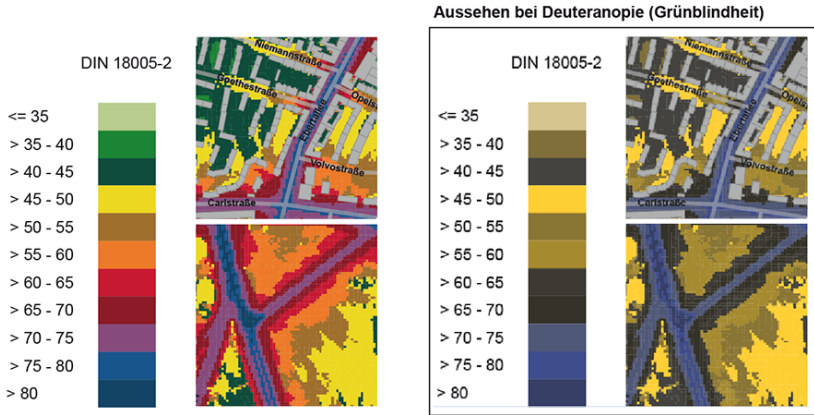 Aussehen bei Deuteranopie (Grünblindheit)
DIN 18005-2
<= 35
> 35 - 40
> 40 - 45
> 45 - 50
> 50 - 55
> 55 - 60
> 60 - 65
> 65 - 70
> 70 - 75
> 75 - 80
> 80
Niemannstraße
Goethestraße
Opelst
Ebertallee
Volvostraße
Carlstraße
DIN 18005-2
<= 35
> 35 - 40
> 40 - 45
> 45 - 50
> 50 - 55
> 55 - 60
> 60 - 65
> 65 - 70
> 70 - 75
> 75 - 80
> 80
Niemannstraße
Goethestraße
Opelst
Ebertallee
Volvostraße
Carlstraße